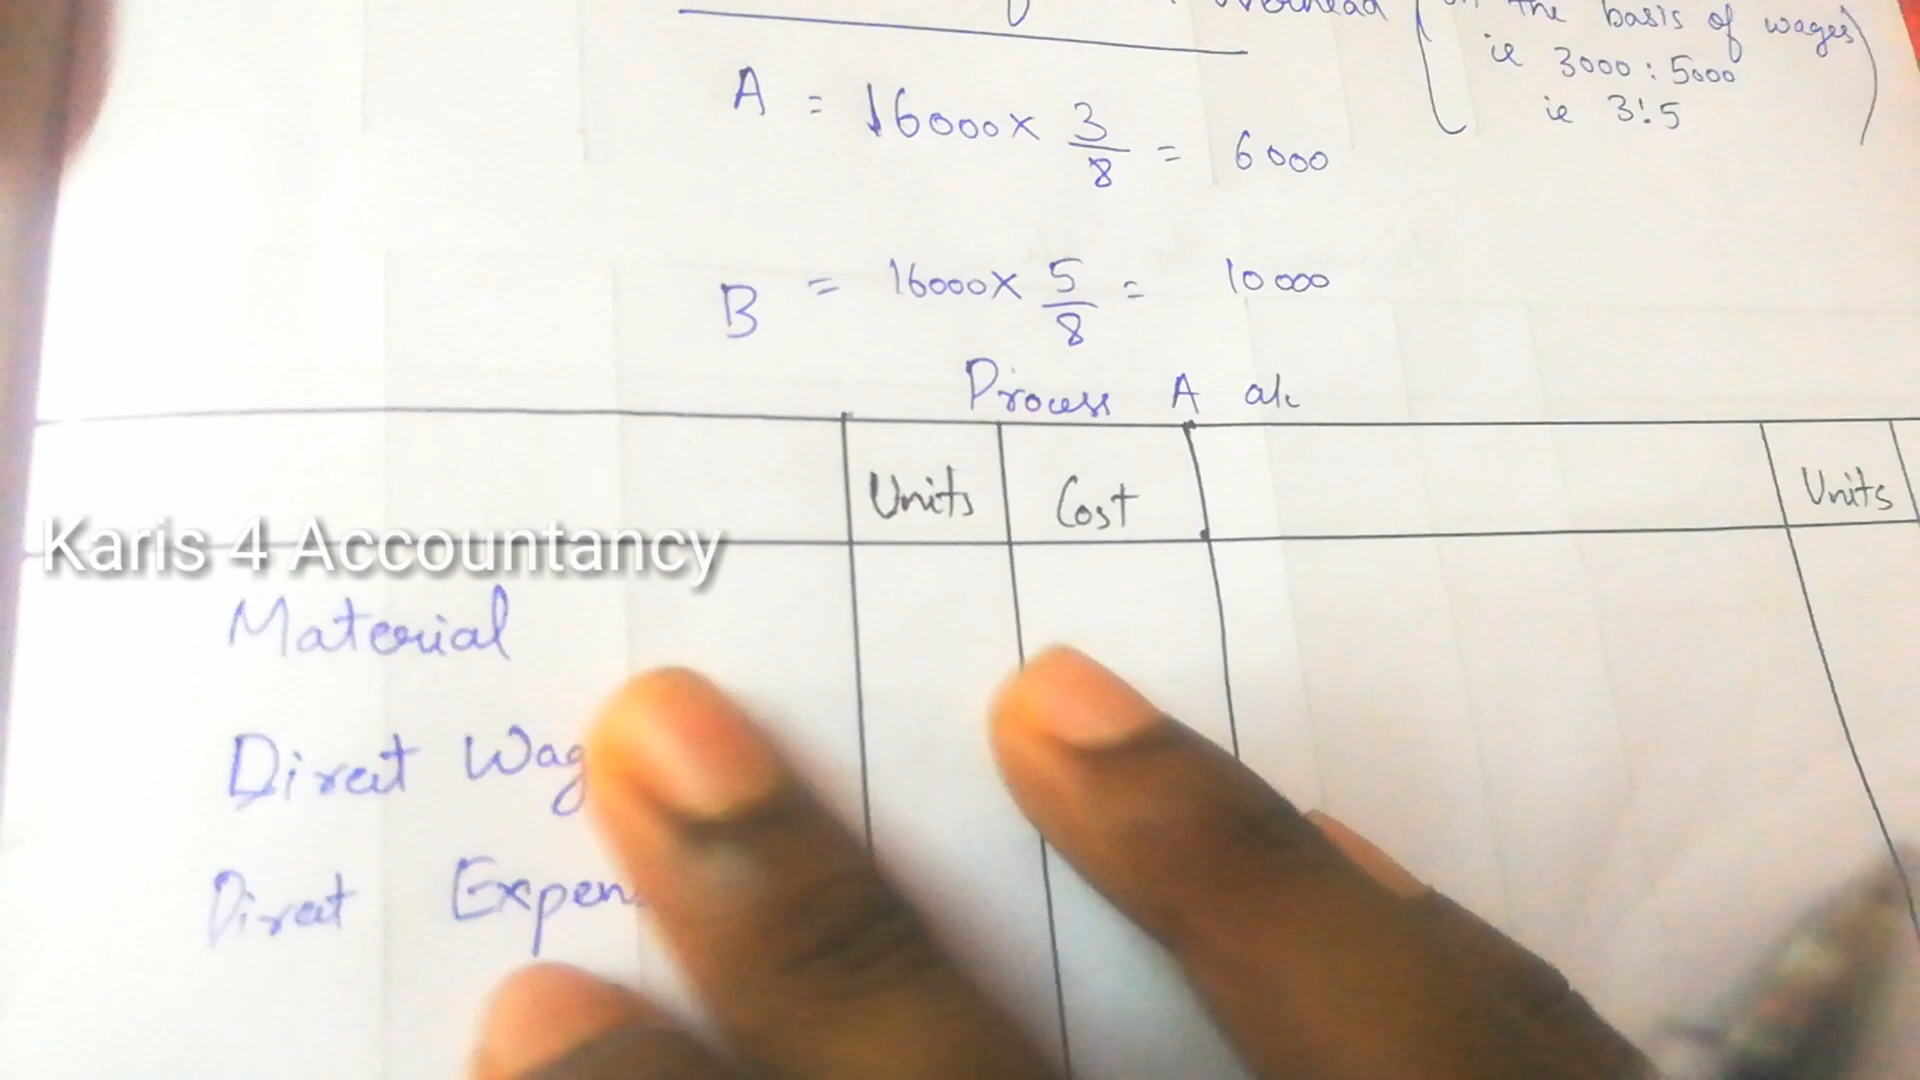 the basis of wages)
ie 3000 : 5000
ie 3:5
A = 16000 × 3/8 = 6000
B = 16000 × 5/8 = 10000
Process A a/c
Units Cost Units
Karis 4 Accountancy
Material
Direct Wag
Direct Expen